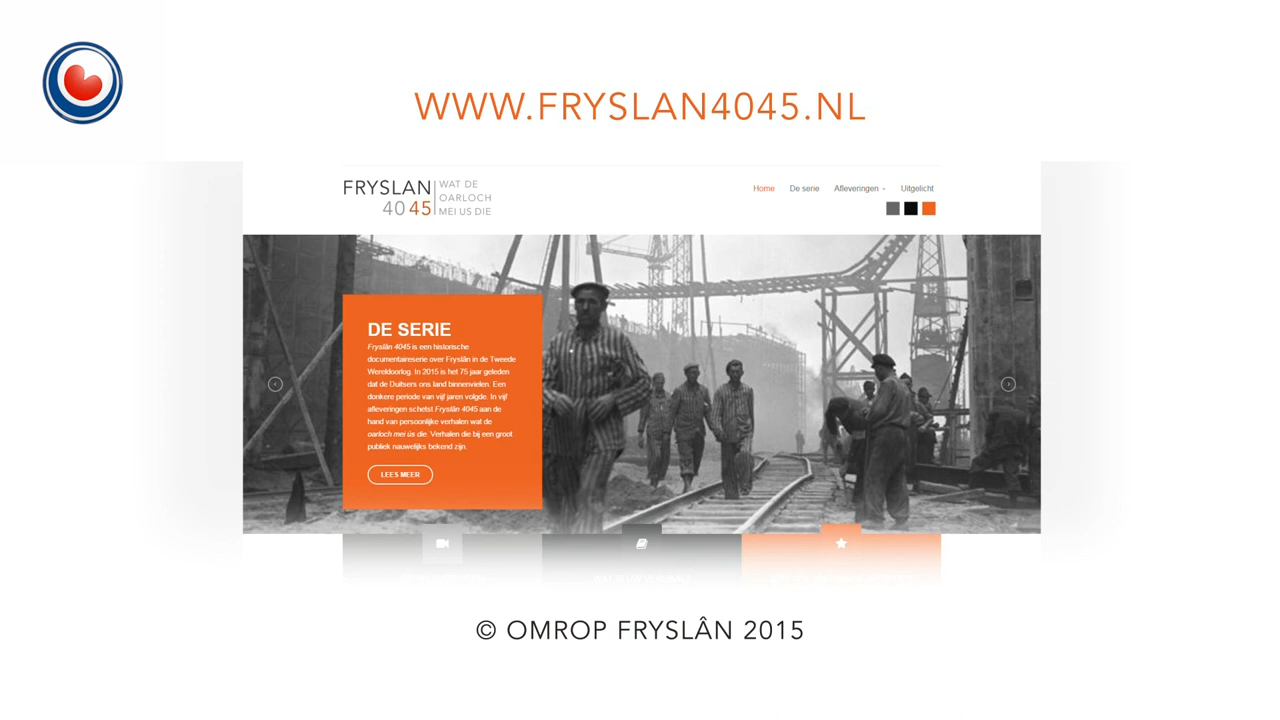 WWW.FRYSLAN4045.NL
FRYSLAN
40 45
WAT DE
OARLOCH
MEI US DIE
Home De serie Afleveringen Uitgelicht
DE SERIE
Fryslân 4045 is een historische
documentaireserie over Fryslân in de Tweede
Wereldoorlog. In 2015 is het 75 jaar geleden
dat de Duitsers ons land binnenvielen. Een
donkere periode van vijf jaren volgde. In vijf
afleveringen schetst Fryslân 4045 aan de
hand van persoonlijke verhalen wat de
oarloch mei ús die. Verhalen die bij een groot
publiek nauwelijks bekend zijn.
LEES MEER
© OMROP FRYSLÂN 2015